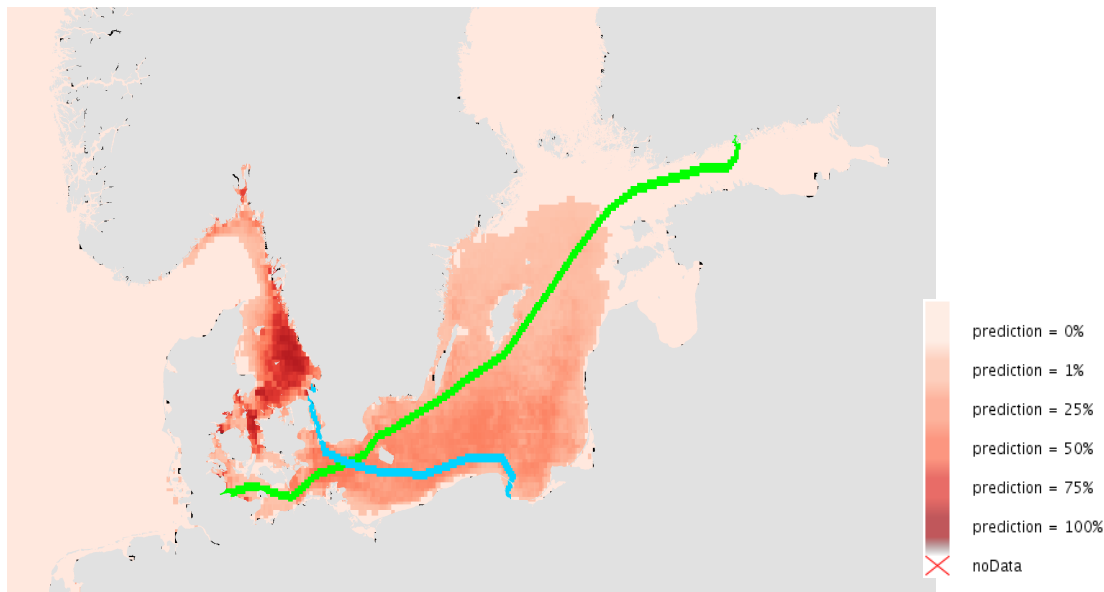 prediction = 0%
prediction = 1%
prediction = 25%
prediction = 50%
prediction = 75%
prediction = 100%
noData